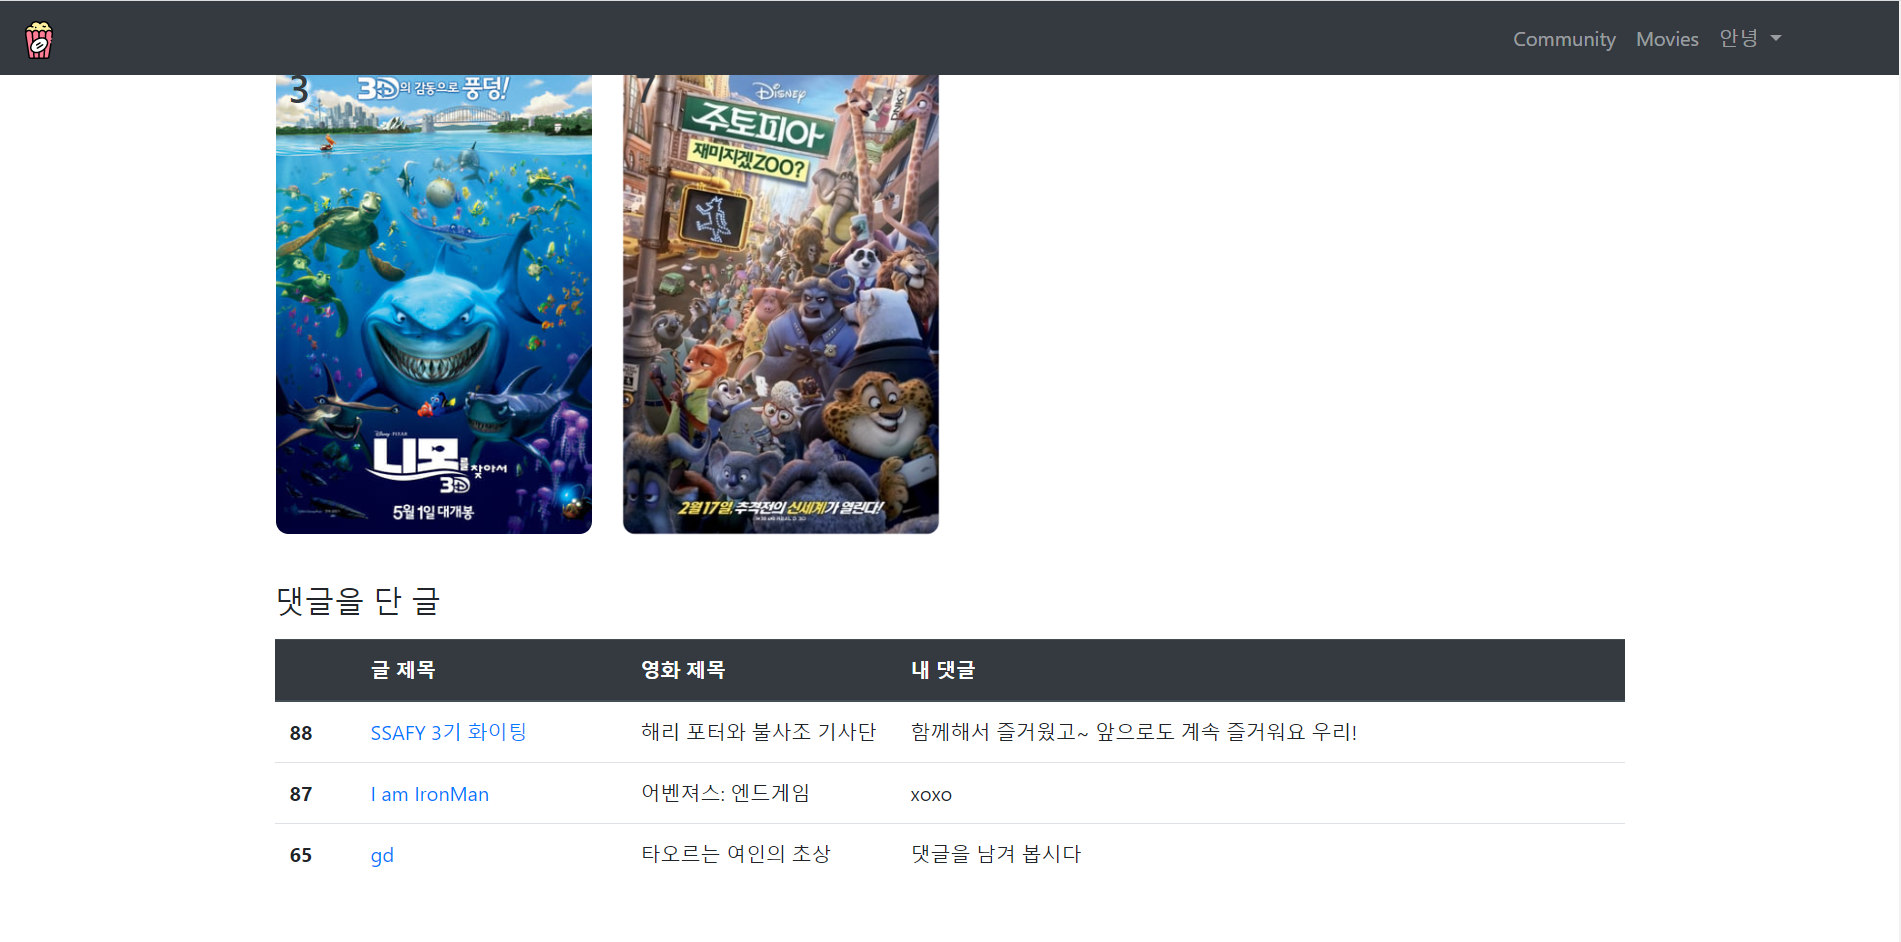 Community Movies 안녕
3
3D의 감동으로 풍덩!
니모를 찾아서
3D
5월 1일 대개봉
7
Disney
주토피아
재미지겠ZOO?
2월 17일, 추격전의 신세계가 열린다!
댓글을 단 글
글 제목 영화 제목 내 댓글
88 SSAFY 3기 화이팅 해리 포터와 불사조 기사단 함께해서 즐거웠고~ 앞으로도 계속 즐거워요 우리!
87 I am IronMan 어벤져스: 엔드게임 xoxo
65 gd 타오르는 여인의 초상 댓글을 남겨 봅시다